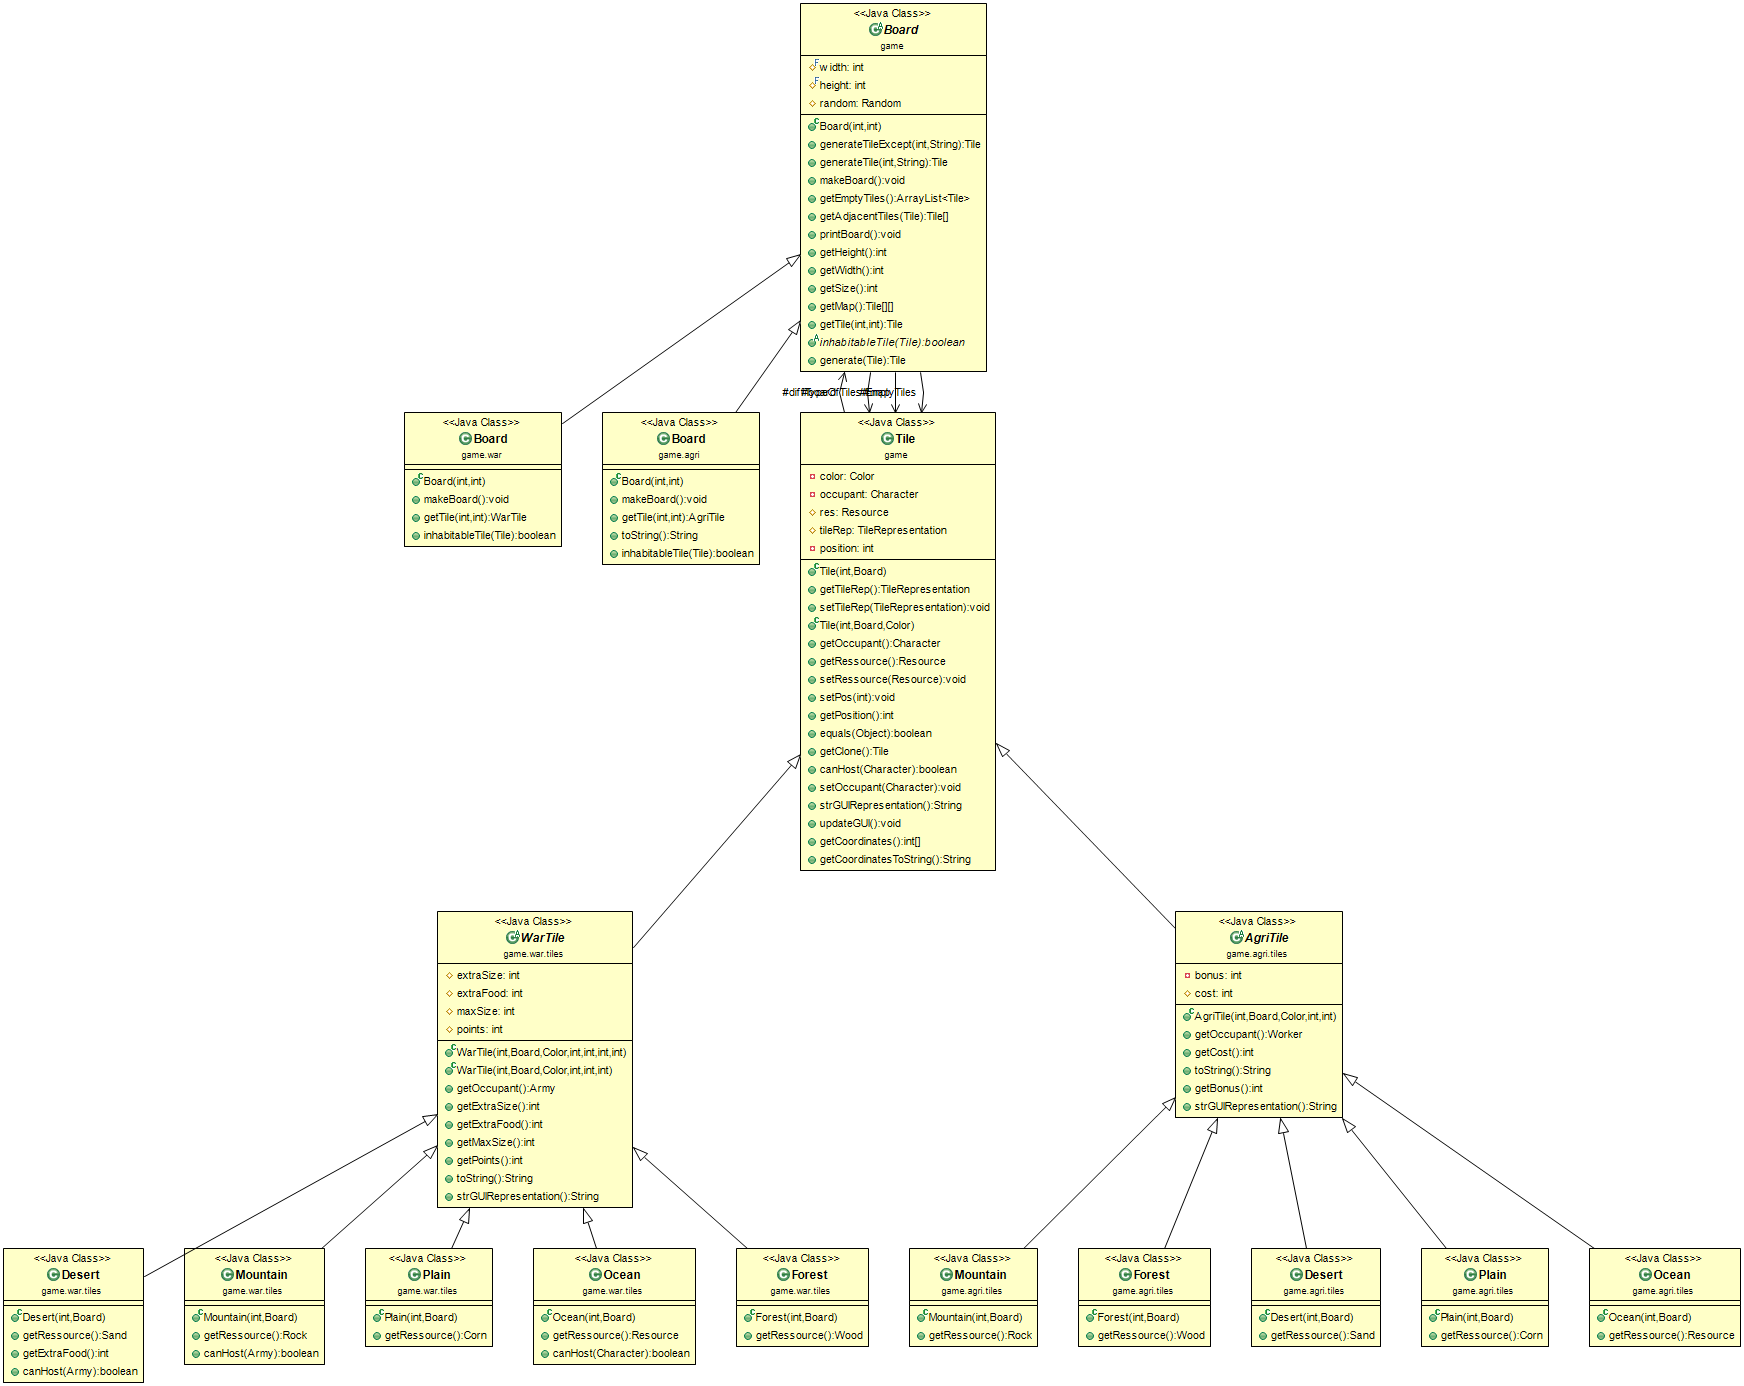 <<Java Class>>
Board
game
width: int
height: int
random: Random
Board(int,int)
generateTileExcept(int,String):Tile
generateTile(int,String):Tile
makeBoard():void
getEmptyTiles():ArrayList<Tile>
getAdjacentTiles(Tile):Tile[]
printBoard():void
getHeight():int
getWidth():int
getSize():int
getMap():Tile[][]
getTile(int,int):Tile
inhabitableTile(Tile):boolean
generate(Tile):Tile
<<Java Class>>
Board
game.war
Board(int,int)
makeBoard():void
getTile(int,int):WarTile
inhabitableTile(Tile):boolean
<<Java Class>>
Board
game.agri
Board(int,int)
makeBoard():void
getTile(int,int):AgriTile
toString():String
inhabitableTile(Tile):boolean
<<Java Class>>
Tile
game
color: Color
occupant: Character
res: Resource
tileRep: TileRepresentation
position: int
Tile(int,Board)
getTileRep():TileRepresentation
setTileRep(TileRepresentation):void
Tile(int,Board,Color)
getOccupant():Character
getRessource():Resource
setRessource(Resource):void
setPos(int):void
getPosition():int
equals(Object):boolean
getClone():Tile
canHost(Character):boolean
setOccupant(Character):void
strGUIRepresentation():String
updateGUI():void
getCoordinates():int[]
getCoordinatesToString():String
<<Java Class>>
WarTile
game.war.tiles
extraSize: int
extraFood: int
maxSize: int
points: int
WarTile(int,Board,Color,int,int,int,int)
WarTile(int,Board,Color,int,int,int)
getOccupant():Army
getExtraSize():int
getExtraFood():int
getMaxSize():int
getPoints():int
toString():String
strGUIRepresentation():String
<<Java Class>>
AgriTile
game.agri.tiles
bonus: int
cost: int
AgriTile(int,Board,Color,int,int)
getOccupant():Worker
getCost():int
toString():String
getBonus():int
strGUIRepresentation():String
<<Java Class>>
Desert
game.war.tiles
Desert(int,Board)
getRessource():Sand
getExtraFood():int
canHost(Army):boolean
<<Java Class>>
Mountain
game.war.tiles
Mountain(int,Board)
getRessource():Rock
canHost(Army):boolean
<<Java Class>>
Plain
game.war.tiles
Plain(int,Board)
getRessource():Corn
<<Java Class>>
Ocean
game.war.tiles
Ocean(int,Board)
getRessource():Resource
canHost(Character):boolean
<<Java Class>>
Forest
game.war.tiles
Forest(int,Board)
getRessource():Wood
<<Java Class>>
Mountain
game.agri.tiles
Mountain(int,Board)
getRessource():Rock
<<Java Class>>
Forest
game.agri.tiles
Forest(int,Board)
getRessource():Wood
<<Java Class>>
Desert
game.agri.tiles
Desert(int,Board)
getRessource():Sand
<<Java Class>>
Plain
game.agri.tiles
Plain(int,Board)
getRessource():Corn
<<Java Class>>
Ocean
game.agri.tiles
Ocean(int,Board)
getRessource():Resource